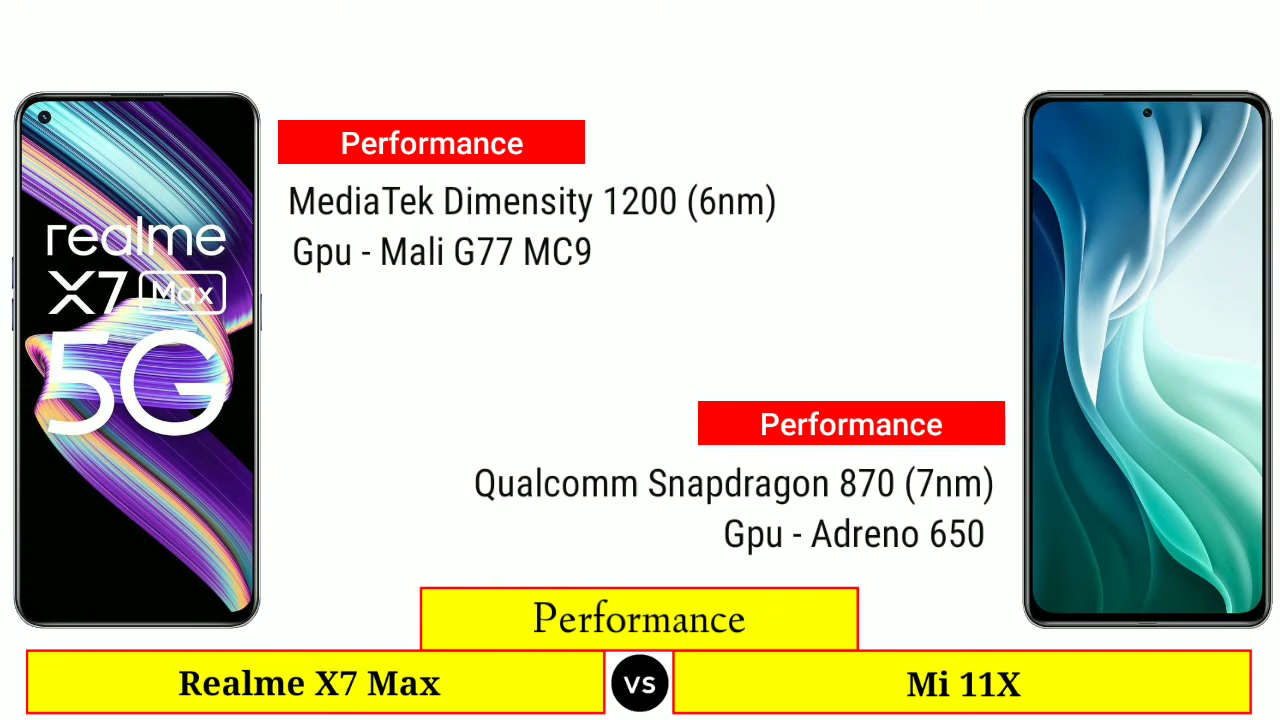 realme
X7 Max
5G
Performance
MediaTek Dimensity 1200 (6nm)
Gpu - Mali G77 MC9
Performance
Qualcomm Snapdragon 870 (7nm)
Gpu - Adreno 650
Performance
Realme X7 Max
vs
Mi 11X